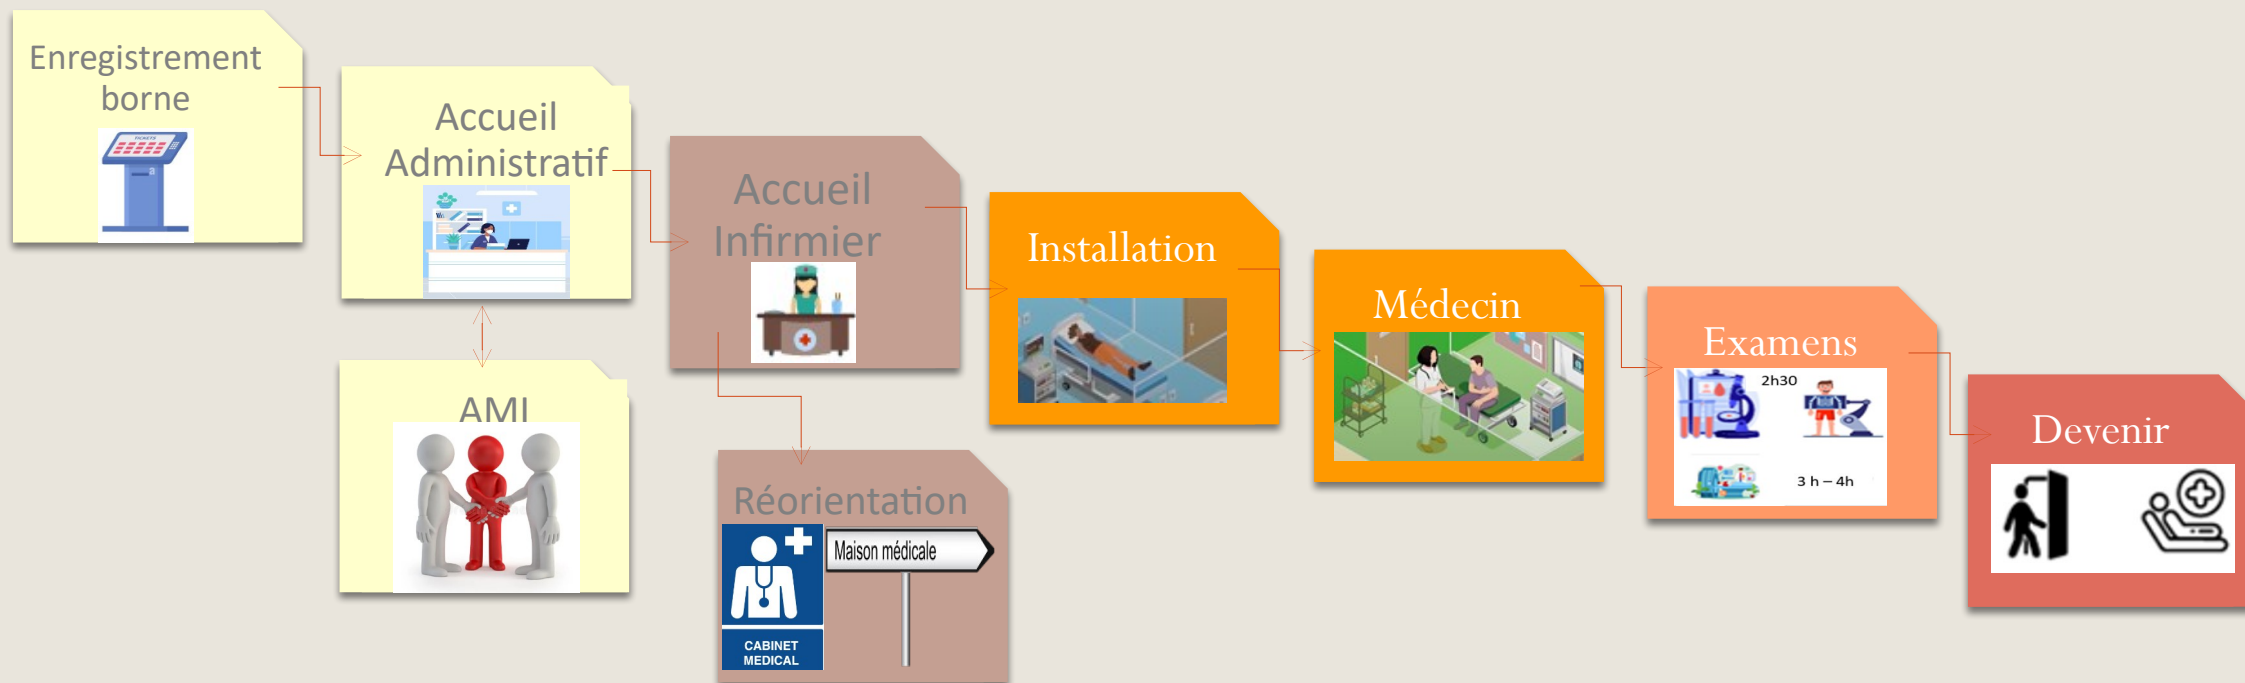 Enregistrement
borne
TICKETS
Accueil
Administratif
AMI
Accueil
Infirmier
Réorientation
CABINET
MEDICAL
Maison médicale
Installation
Médecin
Examens
2h30
3 h – 4h
Devenir